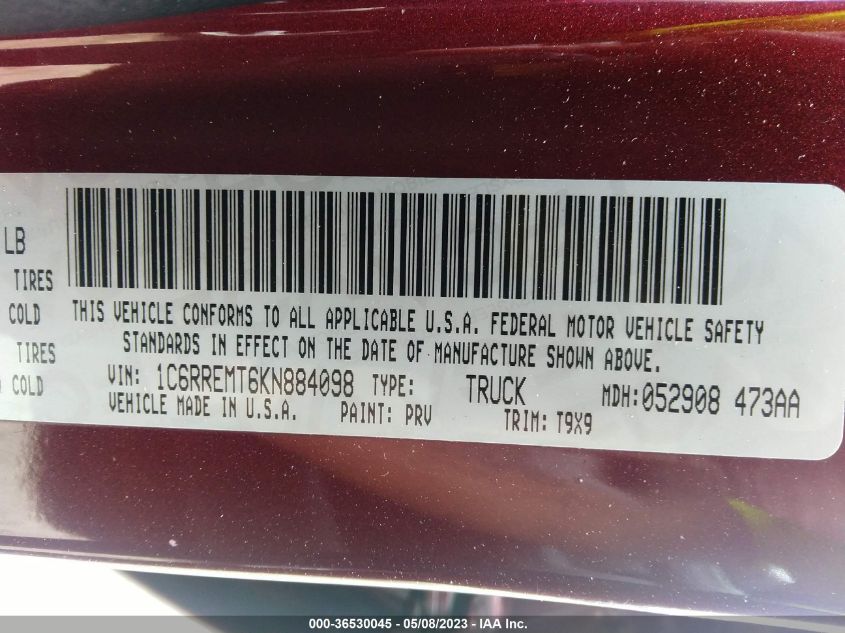 LB
TIRES
COLD
TIRES
COLD
THIS VEHICLE CONFORMS TO ALL APPLICABLE U.S.A. FEDERAL MOTOR VEHICLE SAFETY
STANDARDS IN EFFECT ON THE DATE OF MANUFACTURE SHOWN ABOVE.
VIN: 1C6RREMT6KN884098 TYPE: TRUCK MDH: 052908 473AA
VEHICLE MADE IN U.S.A. PAINT: PRV TRIM: T9X9
000-36530045 - 05/08/2023 - IAA Inc.